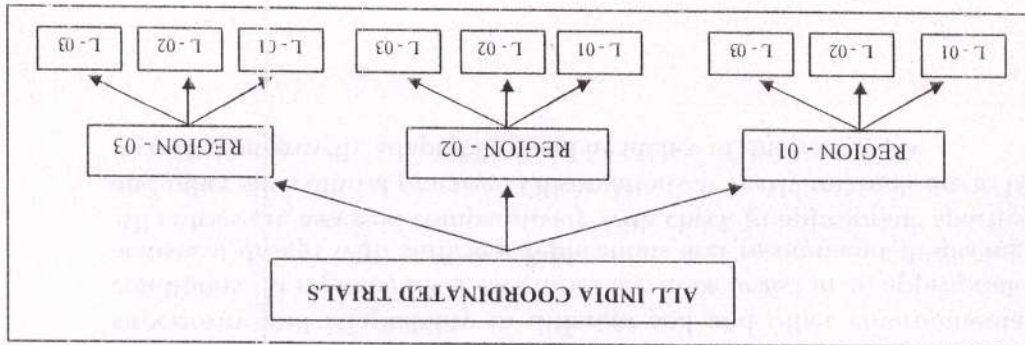 ALL INDIA COORDINATED TRIALS
REGION - 01 REGION - 02 REGION 03
L - 01 L - 02 L - 03 L - 01 L - 02 L - 03 L - 01 L - 02 L - 03